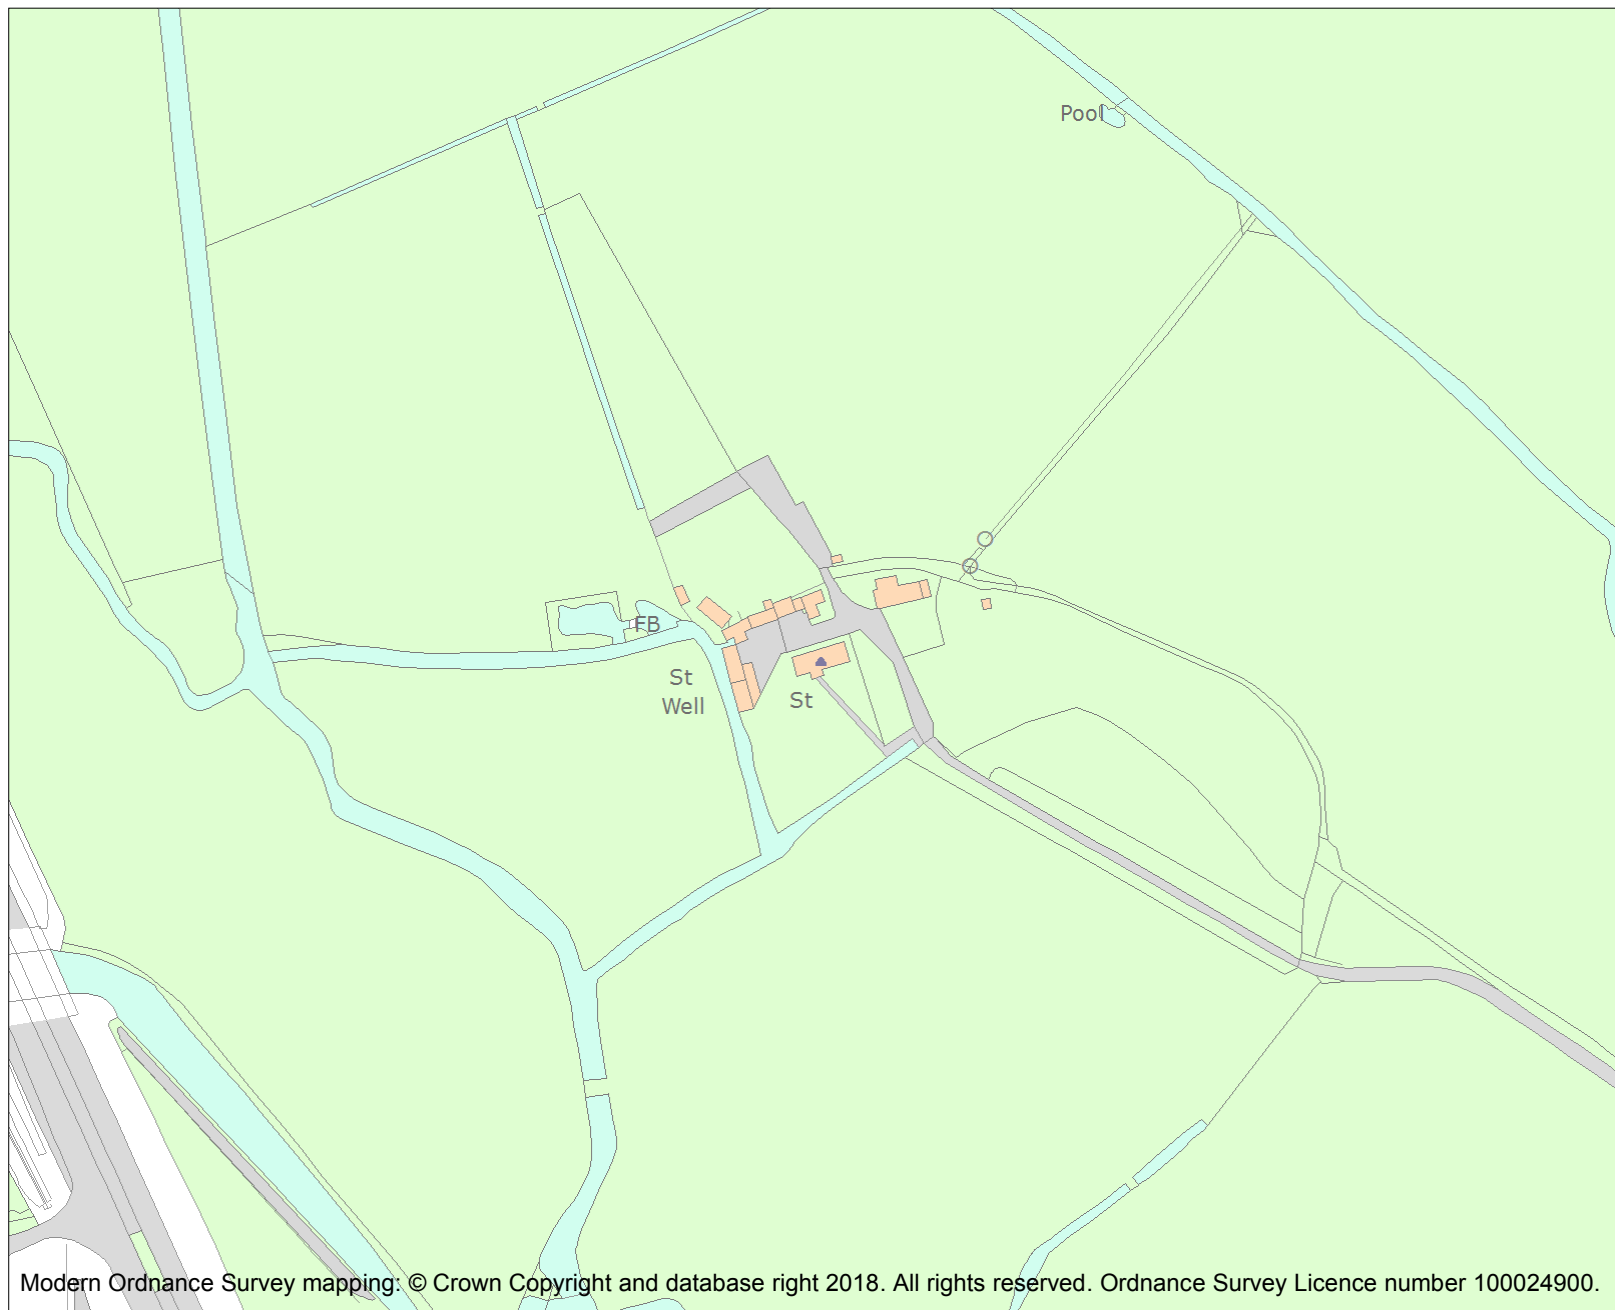 Pool
FB
St
Well
St
Modern Ordnance Survey mapping: © Crown Copyright and database right 2018. All rights reserved. Ordnance Survey Licence number 100024900.